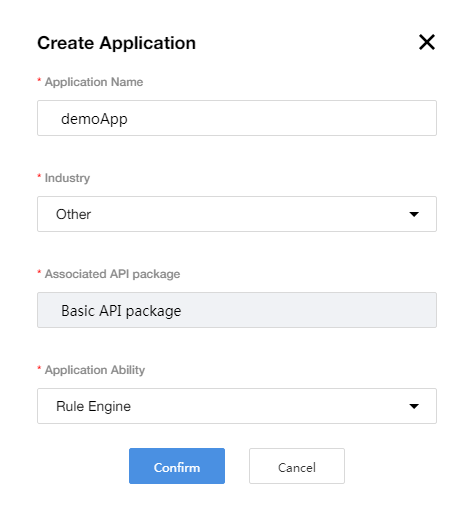 Create Application
* Application Name
demoApp
* Industry
Other
* Associated API package
Basic API package
* Application Ability
Rule Engine
Confirm Cancel